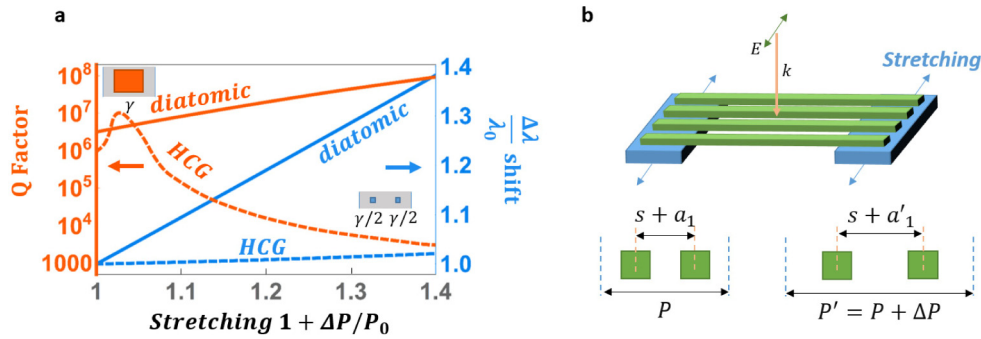 a
Q Factor
10^8
10^7
10^6
10^5
10^4
1000
γ
diatomic
HCG
diatomic
γ/2 γ/2
HCG
1.4
1.3
1.2
1.1
1.0
Δλ/λ₀ shift
1 1.1 1.2 1.3 1.4
Stretching 1 + ΔP/P₀
b
E
k
Stretching
s + a₁
s + a′₁
P
P′ = P + ΔP